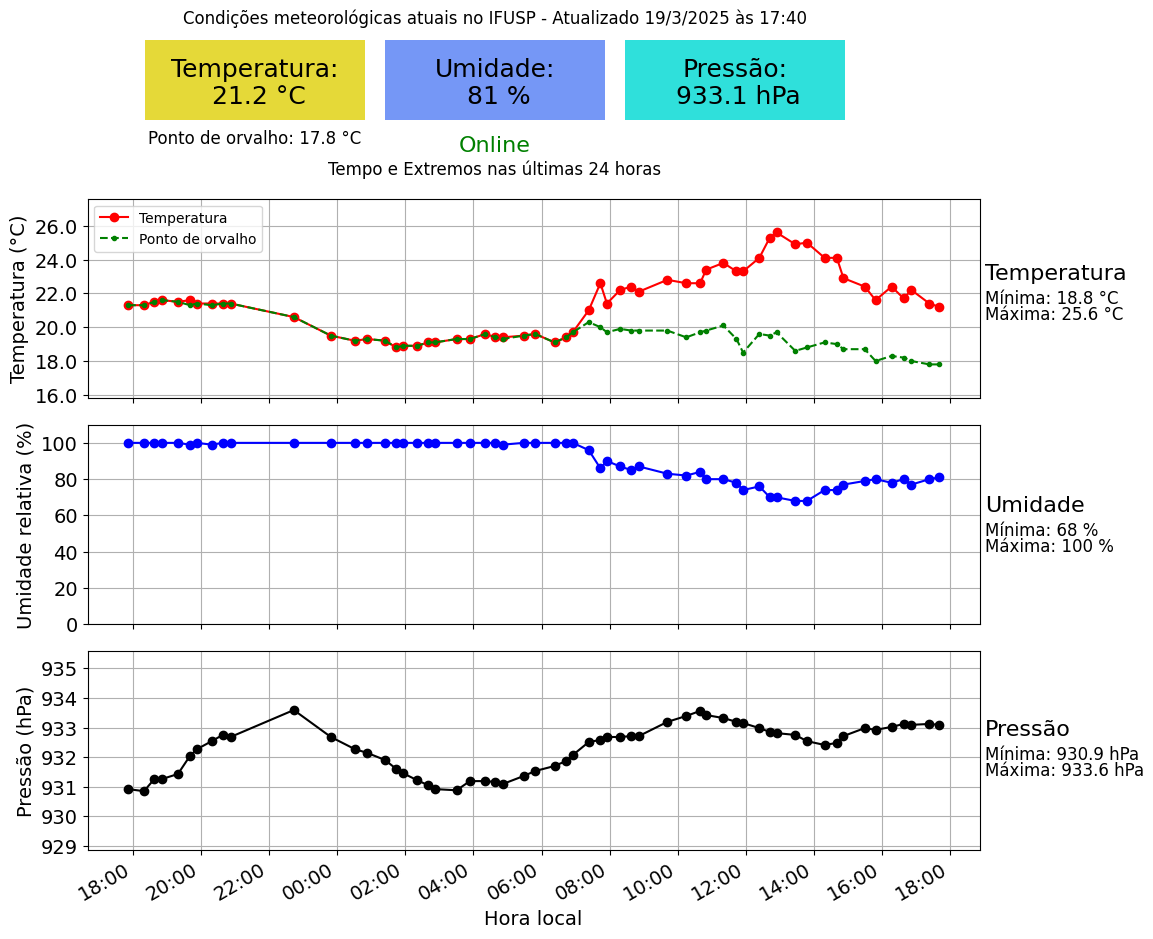 Condições meteorológicas atuais no IFUSP - Atualizado 19/3/2025 às 17:40
Temperatura:
21.2 °C
Umidade:
81 %
Pressão:
933.1 hPa
Ponto de orvalho: 17.8 °C
Online
Tempo e Extremos nas últimas 24 horas
Temperatura (°C)
26.0
24.0
22.0
20.0
18.0
16.0
Temperatura
Ponto de orvalho
Temperatura
Mínima: 18.8 °C
Máxima: 25.6 °C
Umidade relativa (%)
100
80
60
40
20
0
Umidade
Mínima: 68 %
Máxima: 100 %
Pressão (hPa)
935
934
933
932
931
930
929
Pressão
Mínima: 930.9 hPa
Máxima: 933.6 hPa
18:00 20:00 22:00 00:00 02:00 04:00 06:00 08:00 10:00 12:00 14:00 16:00 18:00
Hora local